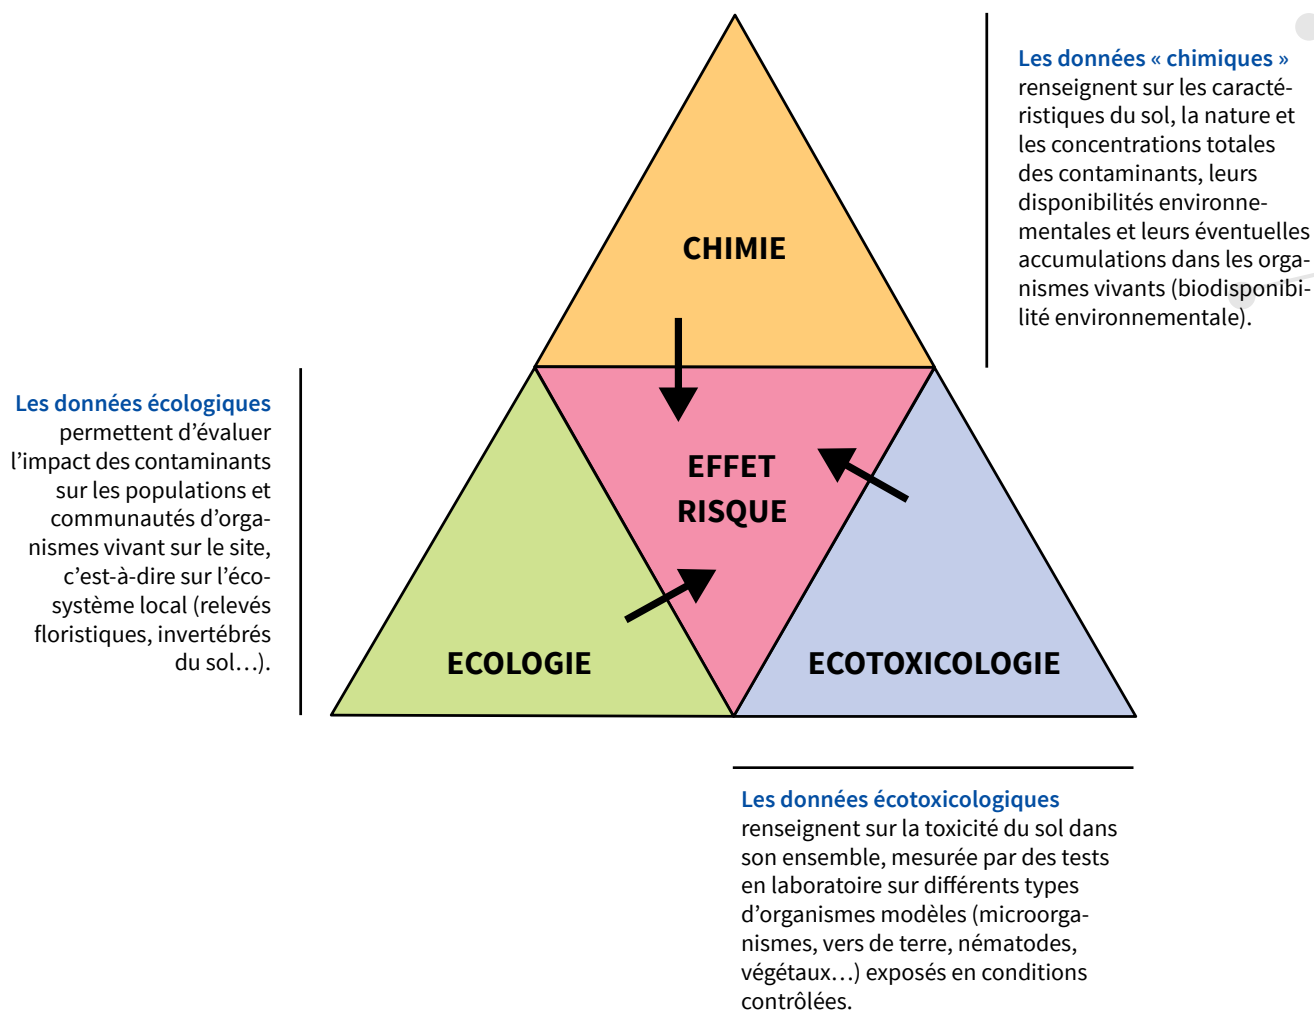 Les données « chimiques »
renseignent sur les caracté-
ristiques du sol, la nature et
les concentrations totales
des contaminants, leurs
disponibilités environne-
mentales et leurs éventuelles
accumulations dans les orga-
nismes vivants (biodisponibi-
lité environnementale).
CHIMIE
Les données écologiques
permettent d’évaluer
l’impact des contaminants
sur les populations et
communautés d’orga-
nismes vivant sur le site,
c’est-à-dire sur l’éco-
système local (relevés
floristiques, invertébrés
du sol…).
EFFET
RISQUE
ECOLOGIE
ECOTOXICOLOGIE
Les données écotoxicologiques
renseignent sur la toxicité du sol dans
son ensemble, mesurée par des tests
en laboratoire sur différents types
d’organismes modèles (microorga-
nismes, vers de terre, nématodes,
végétaux…) exposés en conditions
contrôlées.